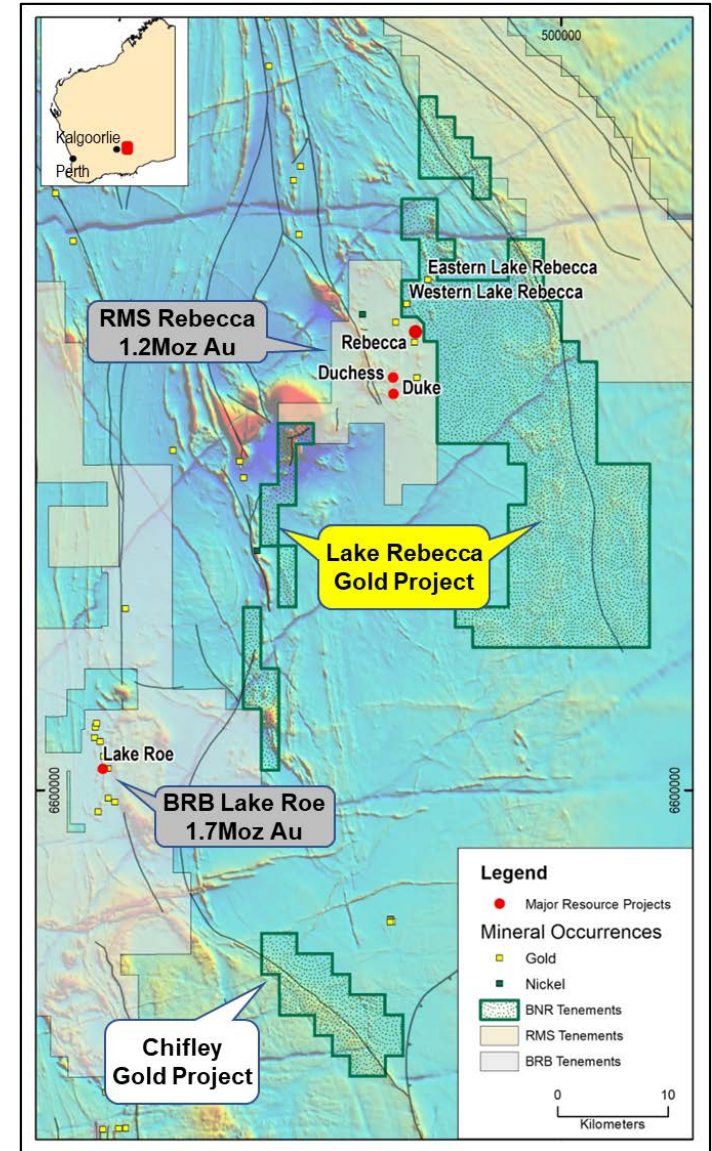 500000
Kalgoorlie
Perth
Eastern Lake Rebecca
Western Lake Rebecca
RMS Rebecca
1.2Moz Au
Rebecca
Duchess
Duke
Lake Rebecca
Gold Project
Lake Roe
6600000
6600000
BRB Lake Roe
1.7Moz Au
Chifley
Gold Project
Legend
Major Resource Projects
Mineral Occurrences
Gold
Nickel
BNR Tenements
RMS Tenements
BRB Tenements
0 10
Kilometers